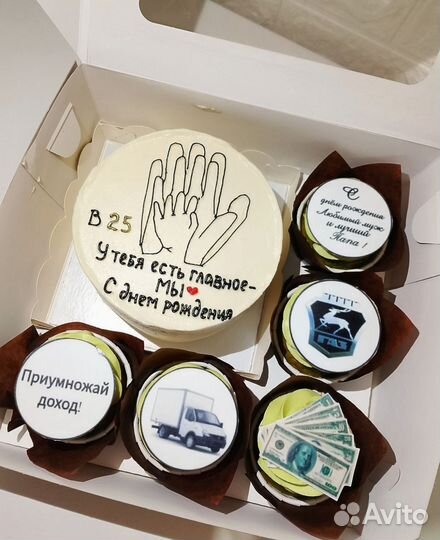 В 25
У тебя есть главное-
мы
С днем рождения
С
днём рождения
Любимый муж
и лучший
Папа!
ГАЗ
Приумножай
доход!
Avito